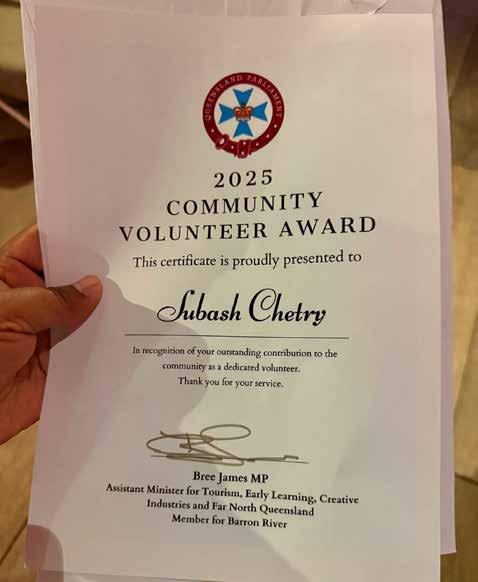 QUEENSLAND PARLIAMENT
2025
COMMUNITY
VOLUNTEER AWARD
This certificate is proudly presented to
Subash Chetry
In recognition of your outstanding contribution to the
community as a dedicated volunteer.
Thank you for your service.
Bree James MP
Assistant Minister for Tourism, Early Learning, Creative
Industries and Far North Queensland
Member for Barron River